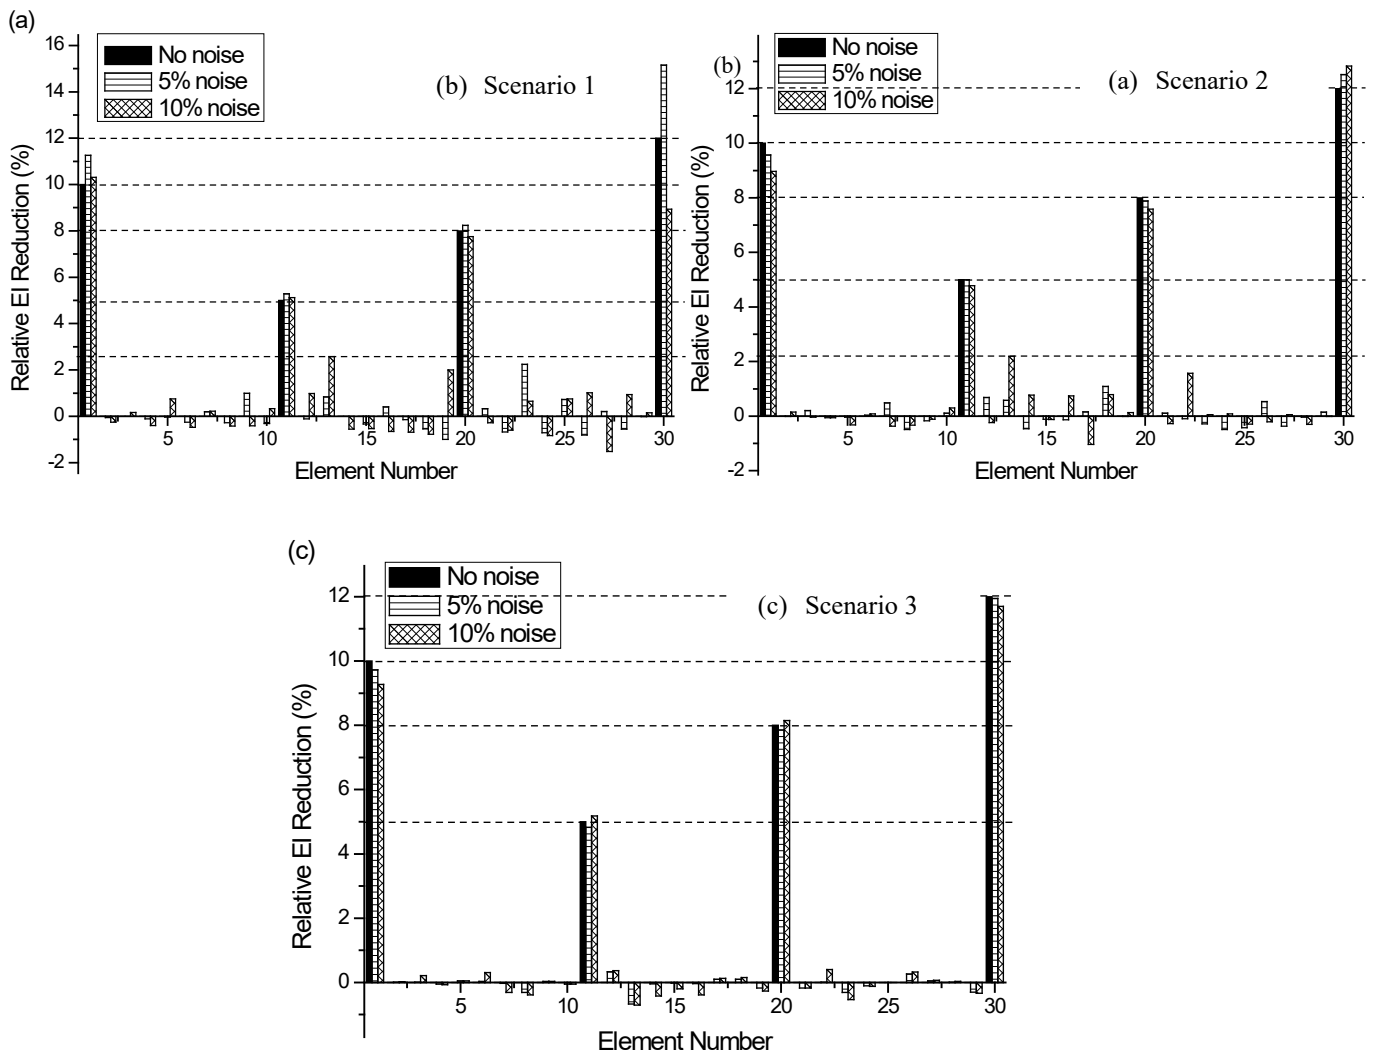 (a)
16
14
12
10
8
6
4
2
0
-2
Relative EI Reduction (%)
No noise
5% noise
10% noise
(b) Scenario 1
5
10
15
20
25
30
Element Number
(b)
12
10
8
6
4
2
0
-2
Relative EI Reduction (%)
No noise
5% noise
10% noise
(a) Scenario 2
5
10
15
20
25
30
Element Number
(c)
12
10
8
6
4
2
0
Relative EI Reduction (%)
No noise
5% noise
10% noise
(c) Scenario 3
5
10
15
20
25
30
Element Number